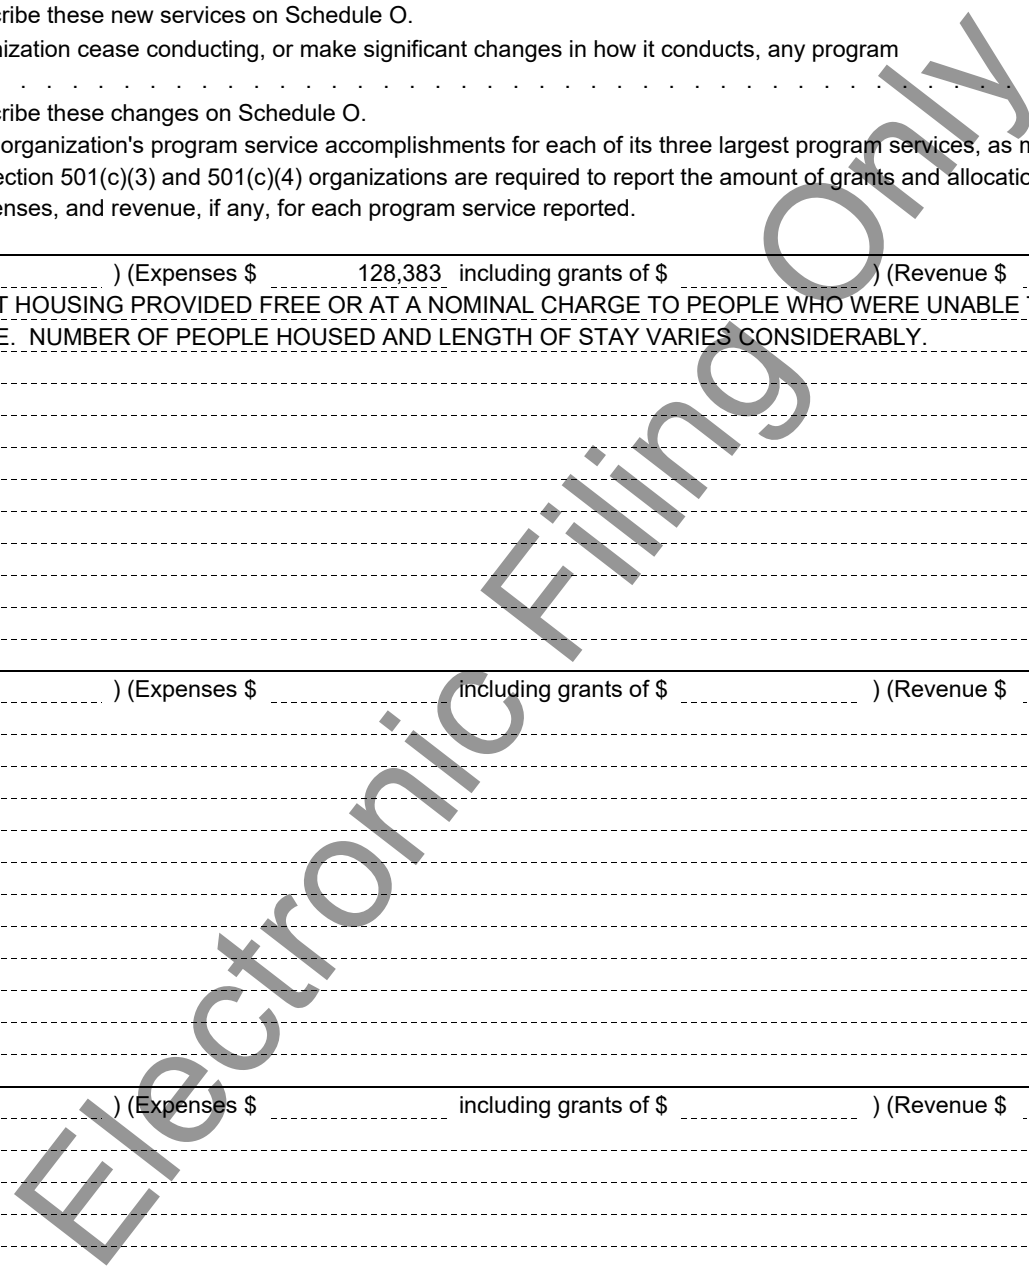 cribe these new services on Schedule O.
nization cease conducting, or make significant changes in how it conducts, any program
. . . . . . . . . . . . . . . . . . . . . . . . . . . . . . . . . . . . . . .
cribe these changes on Schedule O.
organization's program service accomplishments for each of its three largest program services, as m
ection 501(c)(3) and 501(c)(4) organizations are required to report the amount of grants and allocatio
enses, and revenue, if any, for each program service reported.
) (Expenses $ 128,383 including grants of $ ) (Revenue $
T HOUSING PROVIDED FREE OR AT A NOMINAL CHARGE TO PEOPLE WHO WERE UNABLE T
E. NUMBER OF PEOPLE HOUSED AND LENGTH OF STAY VARIES CONSIDERABLY.
) (Expenses $ including grants of $ ) (Revenue $
) (Expenses $ including grants of $ ) (Revenue $
Electronic Filing Only